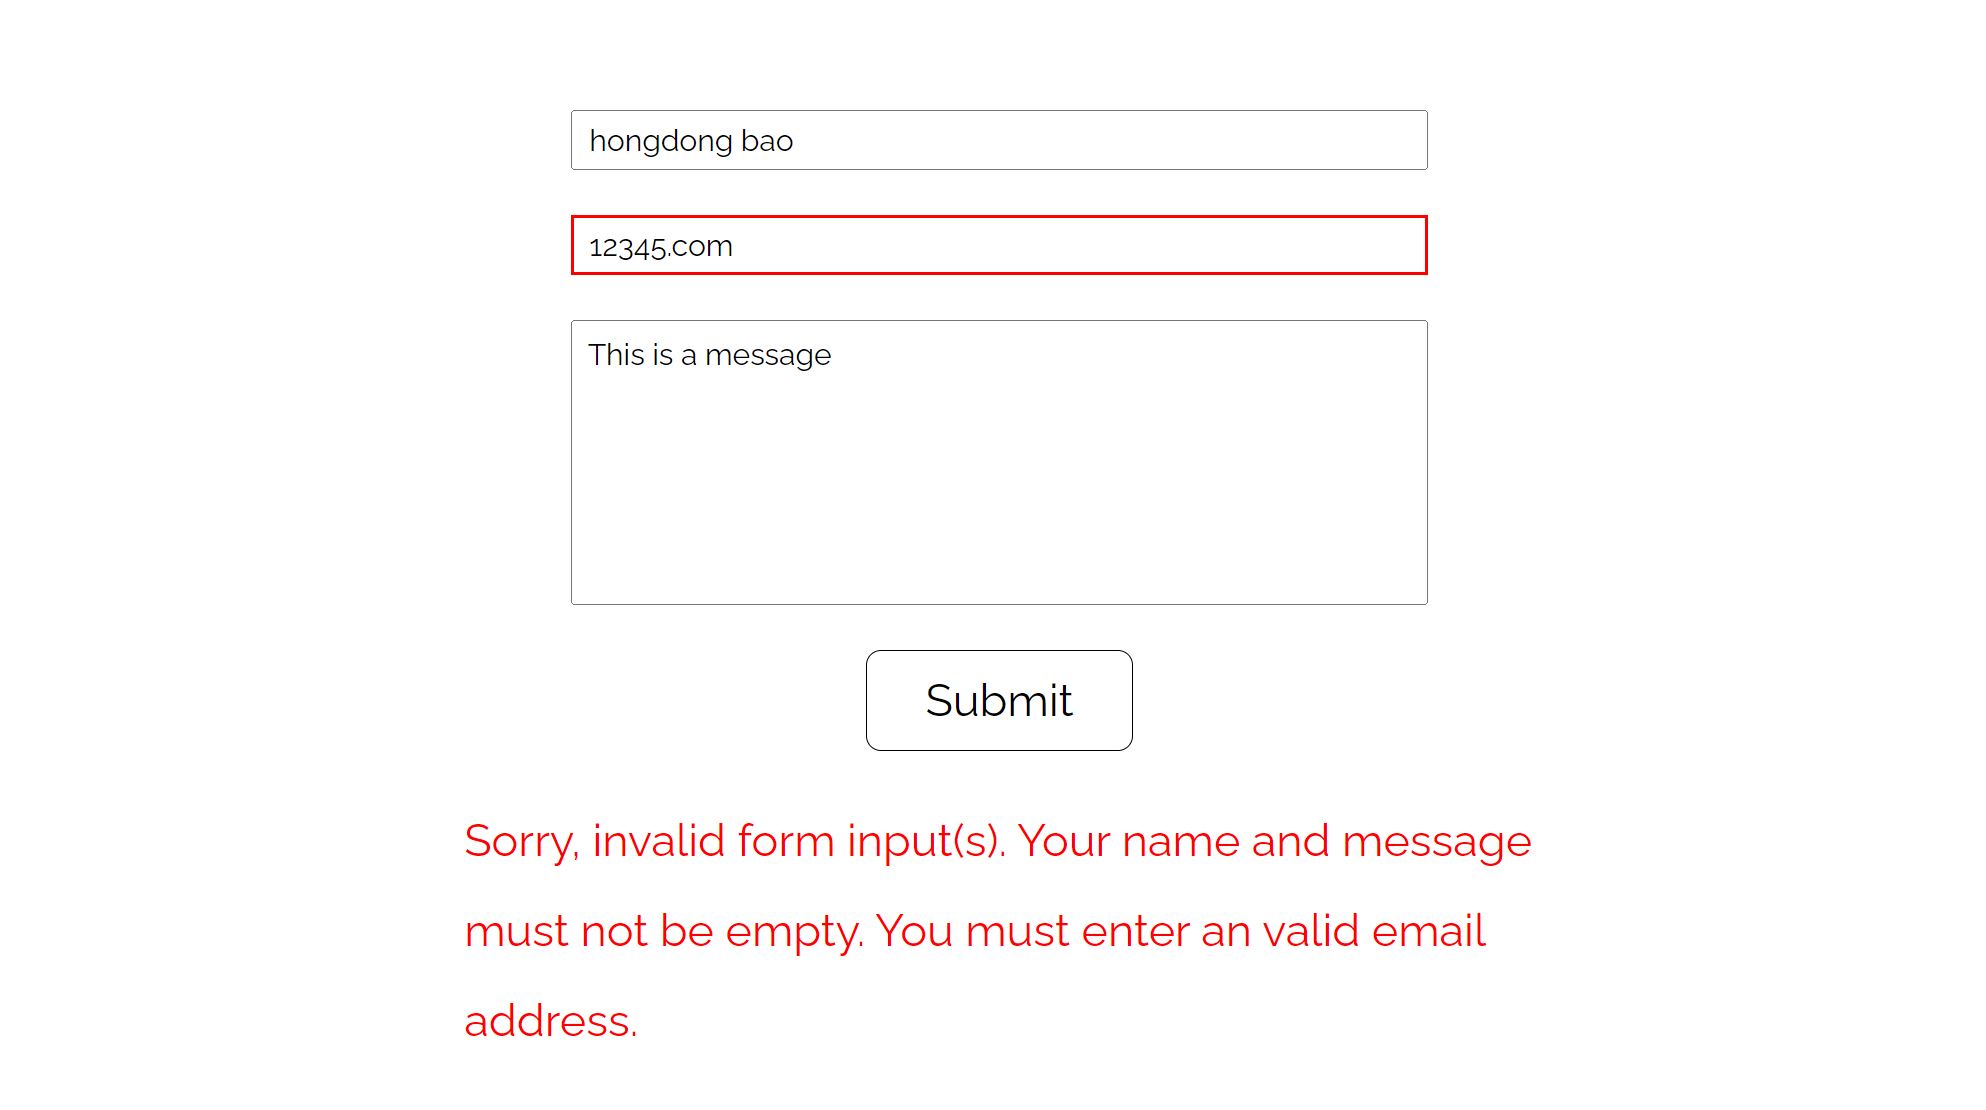 hongdong bao
12345.com
This is a message
Submit
Sorry, invalid form input(s). Your name and message
must not be empty. You must enter an valid email
address.